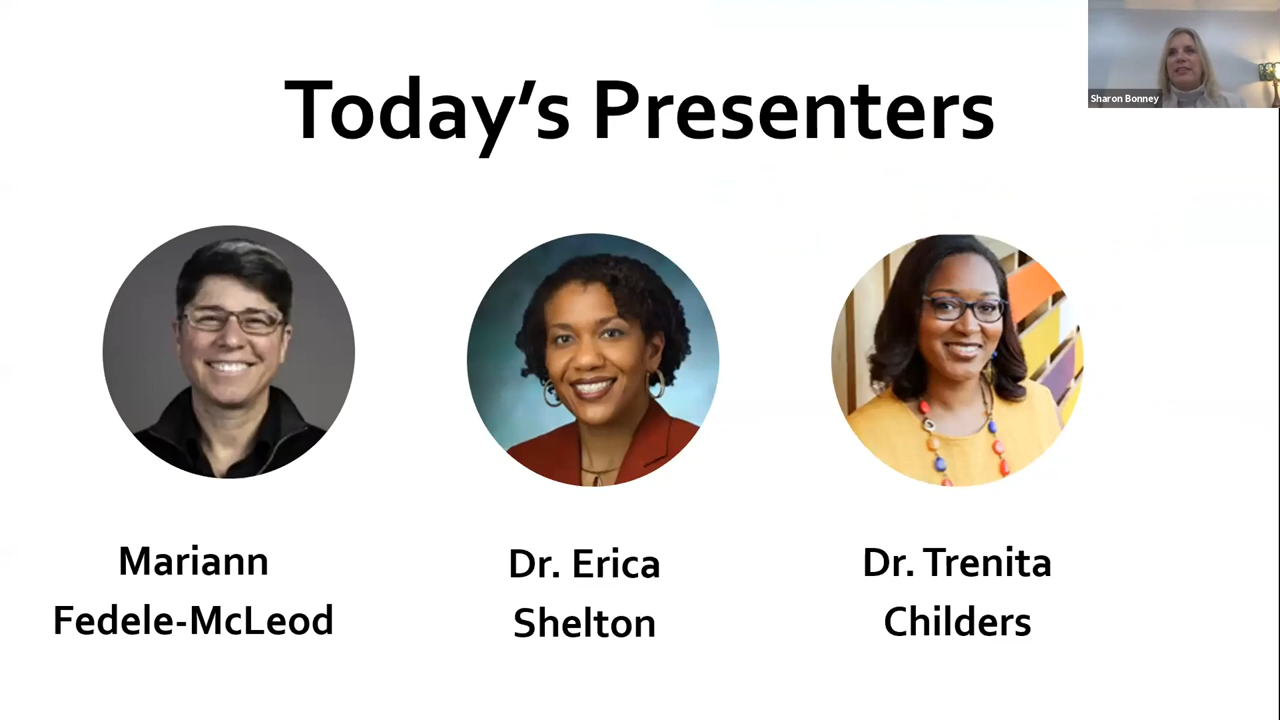 Today's Presenters
Sharon Bonney
Mariann
Fedele-McLeod
Dr. Erica
Shelton
Dr. Trenita
Childers